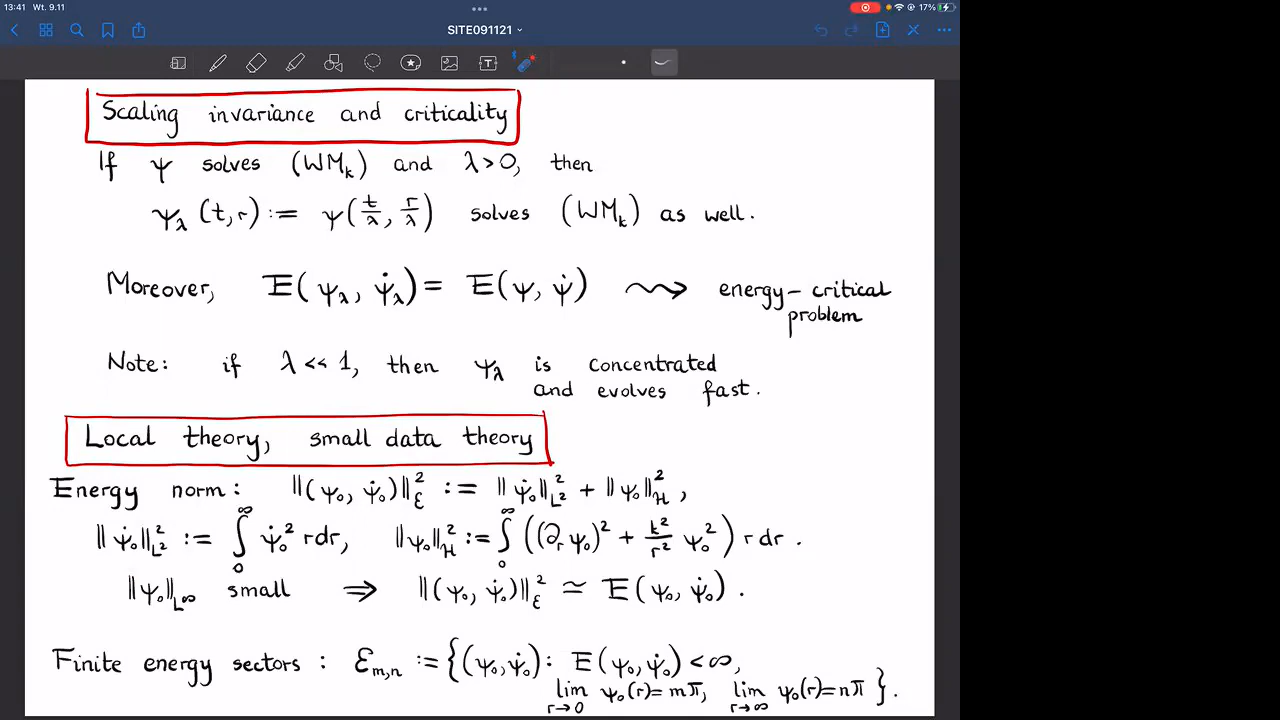 13:41 Wt. 9.11
17%
SITE091121
Scaling invariance and criticality
If ψ solves (WM_k) and λ>0, then
ψ_λ (t,r) := ψ(t/λ, r/λ) solves (WM_k) as well.
Moreover, E(ψ_λ, ψ̇_λ) = E(ψ, ψ̇) ⇝ energy-critical
problem
Note: if λ << 1, then ψ_λ is concentrated
and evolves fast.
Local theory, small data theory
Energy norm: ‖(ψ₀, ψ̇₀)‖²_ℰ := ‖ψ̇₀‖²_{L²} + ‖ψ₀‖²_ℋ ,
‖ψ̇₀‖²_{L²} := ∫₀^∞ ψ̇₀² rdr, ‖ψ₀‖²_ℋ := ∫₀^∞ ((∂_r ψ₀)² + k²/r² ψ₀²) r dr .
‖ψ₀‖_{L^∞} small ⟹ ‖(ψ₀, ψ̇₀)‖²_ℰ ≃ E(ψ₀, ψ̇₀) .
Finite energy sectors : ℰ_{m,n} := {(ψ₀,ψ̇₀): E(ψ₀,ψ̇₀) < ∞,
lim_{r→0} ψ₀(r) = mπ, lim_{r→∞} ψ₀(r) = nπ }.